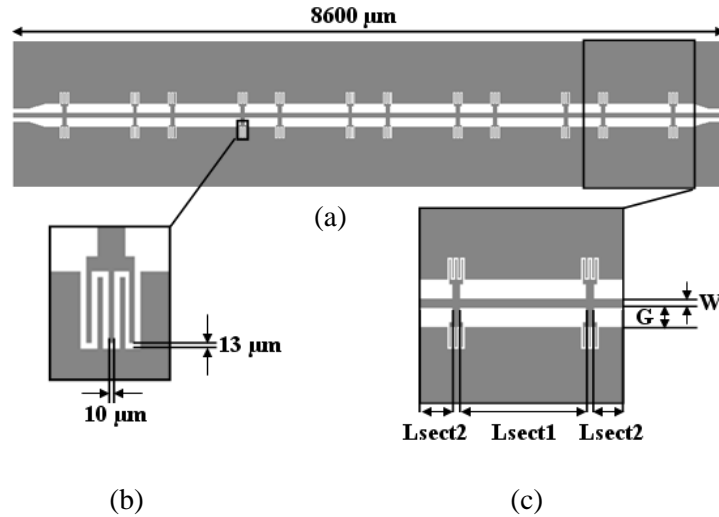 8600 µm
(a)
13 µm
10 µm
W
G
Lsect2 Lsect1 Lsect2
(b) (c)